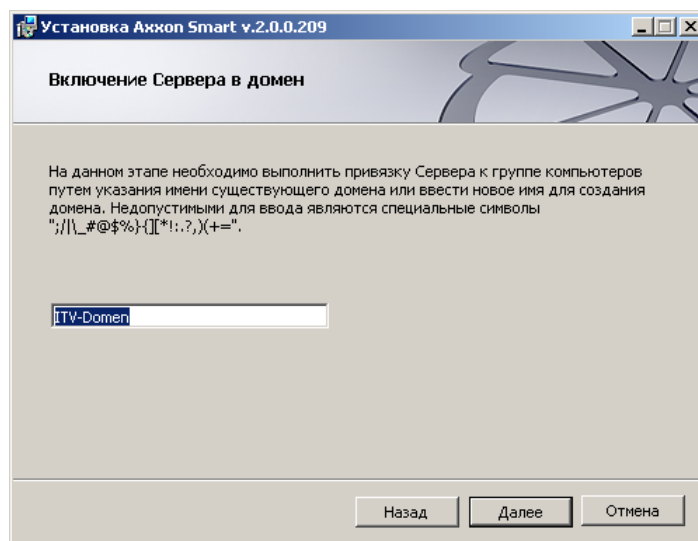 Установка Axxon Smart v.2.0.0.209
Включение Сервера в домен
На данном этапе необходимо выполнить привязку Сервера к группе компьютеров
путем указания имени существующего домена или ввести новое имя для создания
домена. Недопустимыми для ввода являются специальные символы
";/|\_#@$%}{][*!:.?,)(+=".
ITV-Domen
Назад
Далее
Отмена